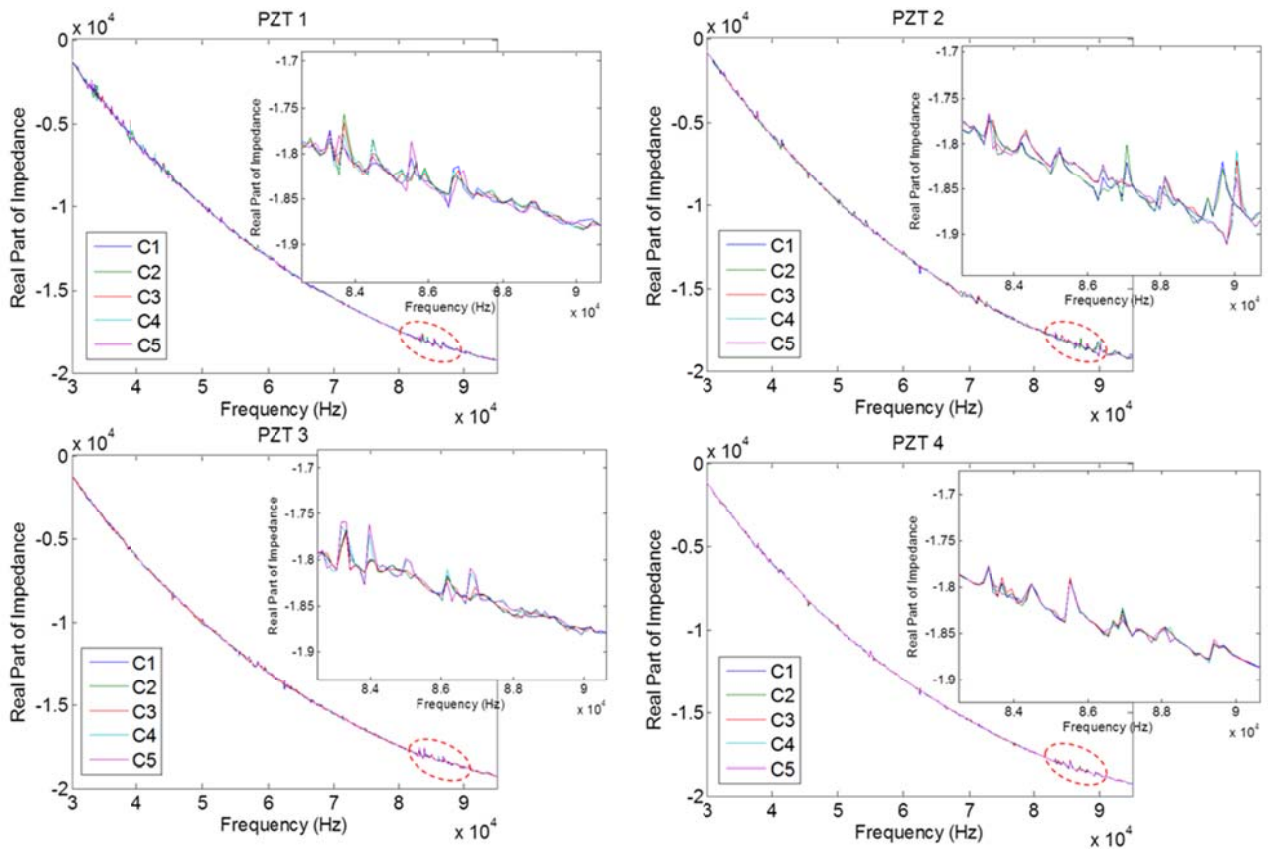 PZT 1
x 10^4
0
-0.5
-1
-1.5
-2
Real Part of Impedance
3 4 5 6 7 8 9
Frequency (Hz)
x 10^4
C1
C2
C3
C4
C5
-1.7
-1.75
-1.8
-1.85
-1.9
Real Part of Impedance
8.4 8.6 8.8 9
Frequency (Hz)
x 10^4
PZT 2
x 10^4
0
-0.5
-1
-1.5
-2
Real Part of Impedance
3 4 5 6 7 8 9
Frequency (Hz)
x 10^4
C1
C2
C3
C4
C5
-1.7
-1.75
-1.8
-1.85
-1.9
Real Part of Impedance
8.4 8.6 8.8 9
Frequency (Hz)
x 10^4
PZT 3
x 10^4
0
-0.5
-1
-1.5
-2
Real Part of Impedance
3 4 5 6 7 8 9
Frequency (Hz)
x 10^4
C1
C2
C3
C4
C5
-1.7
-1.75
-1.8
-1.85
-1.9
Real Part of Impedance
8.4 8.6 8.8 9
Frequency (Hz)
x 10^4
PZT 4
x 10^4
0
-0.5
-1
-1.5
-2
Real Part of Impedance
3 4 5 6 7 8 9
Frequency (Hz)
x 10^4
C1
C2
C3
C4
C5
-1.7
-1.75
-1.8
-1.85
-1.9
Real Part of Impedance
8.4 8.6 8.8 9
Frequency (Hz)
x 10^4